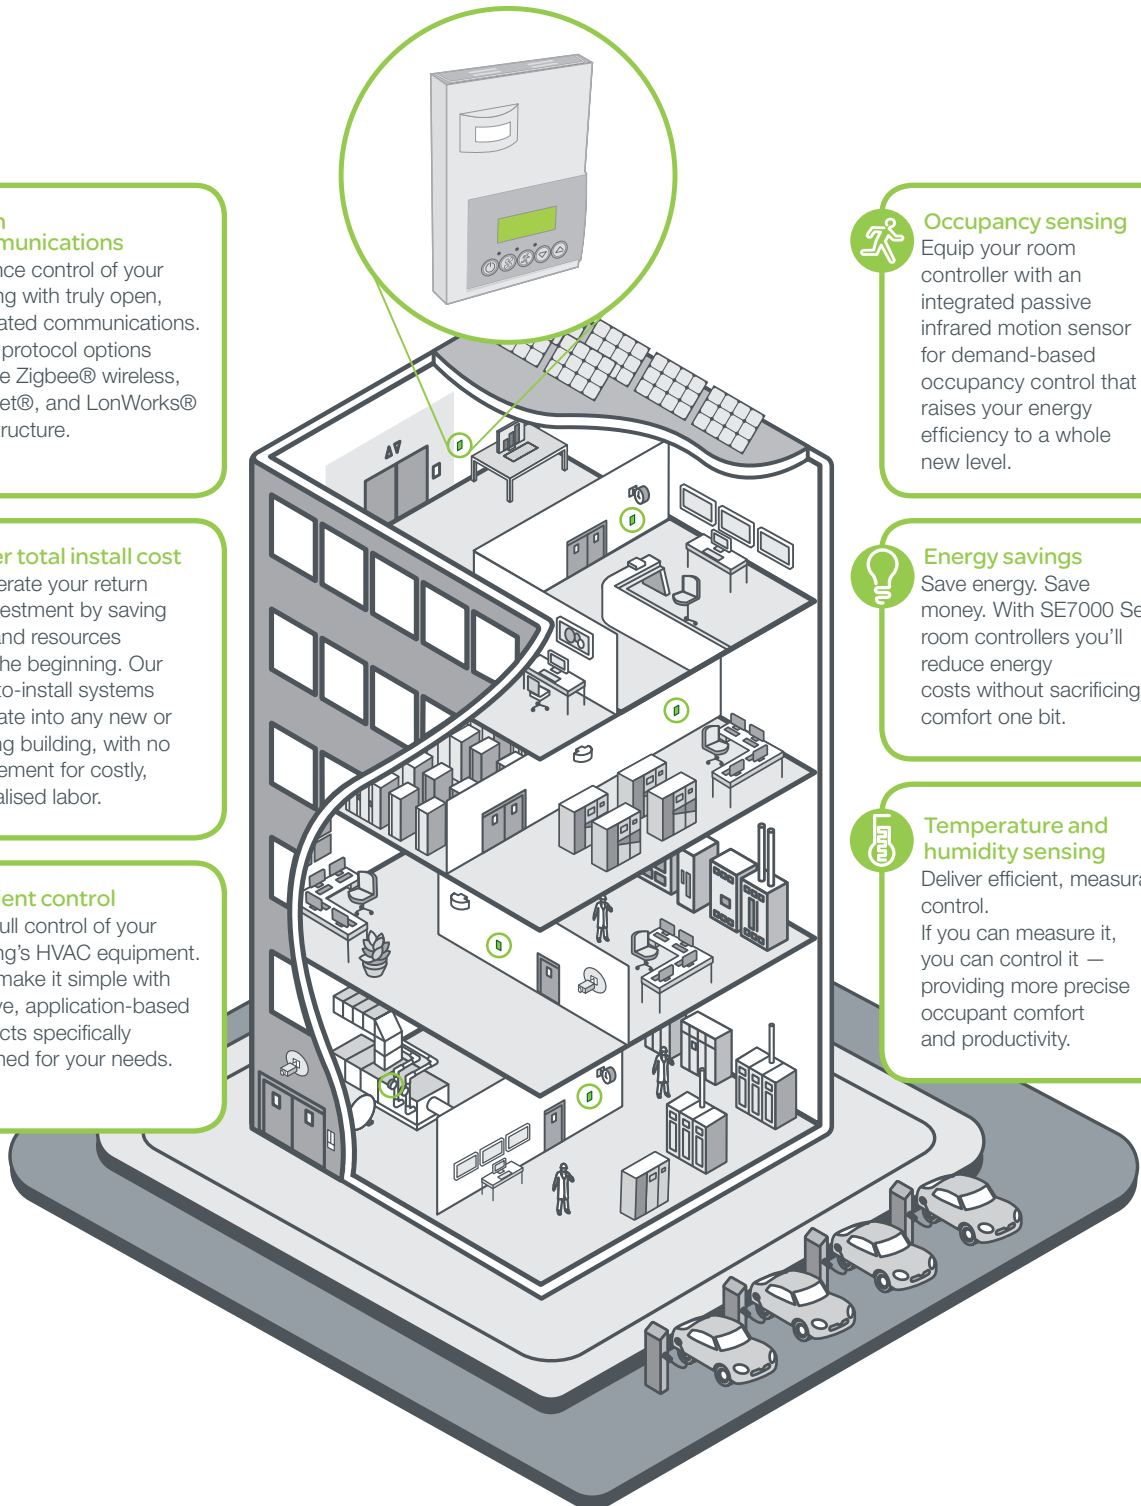 munications
nce control of your
ng with truly open,
ated communications.
protocol options
e Zigbee® wireless,
et®, and LonWorks®
tructure.
er total install cost
erate your return
estment by saving
and resources
he beginning. Our
to-install systems
ate into any new or
ng building, with no
ement for costly,
alised labor.
ient control
ull control of your
ng's HVAC equipment.
make it simple with
ve, application-based
cts specifically
ned for your needs.
Occupancy sensing
Equip your room
controller with an
integrated passive
infrared motion sensor
for demand-based
occupancy control that
raises your energy
efficiency to a whole
new level.
Energy savings
Save energy. Save
money. With SE7000 Se
room controllers you'll
reduce energy
costs without sacrificing
comfort one bit.
Temperature and
humidity sensing
Deliver efficient, measura
control.
If you can measure it,
you can control it —
providing more precise
occupant comfort
and productivity.